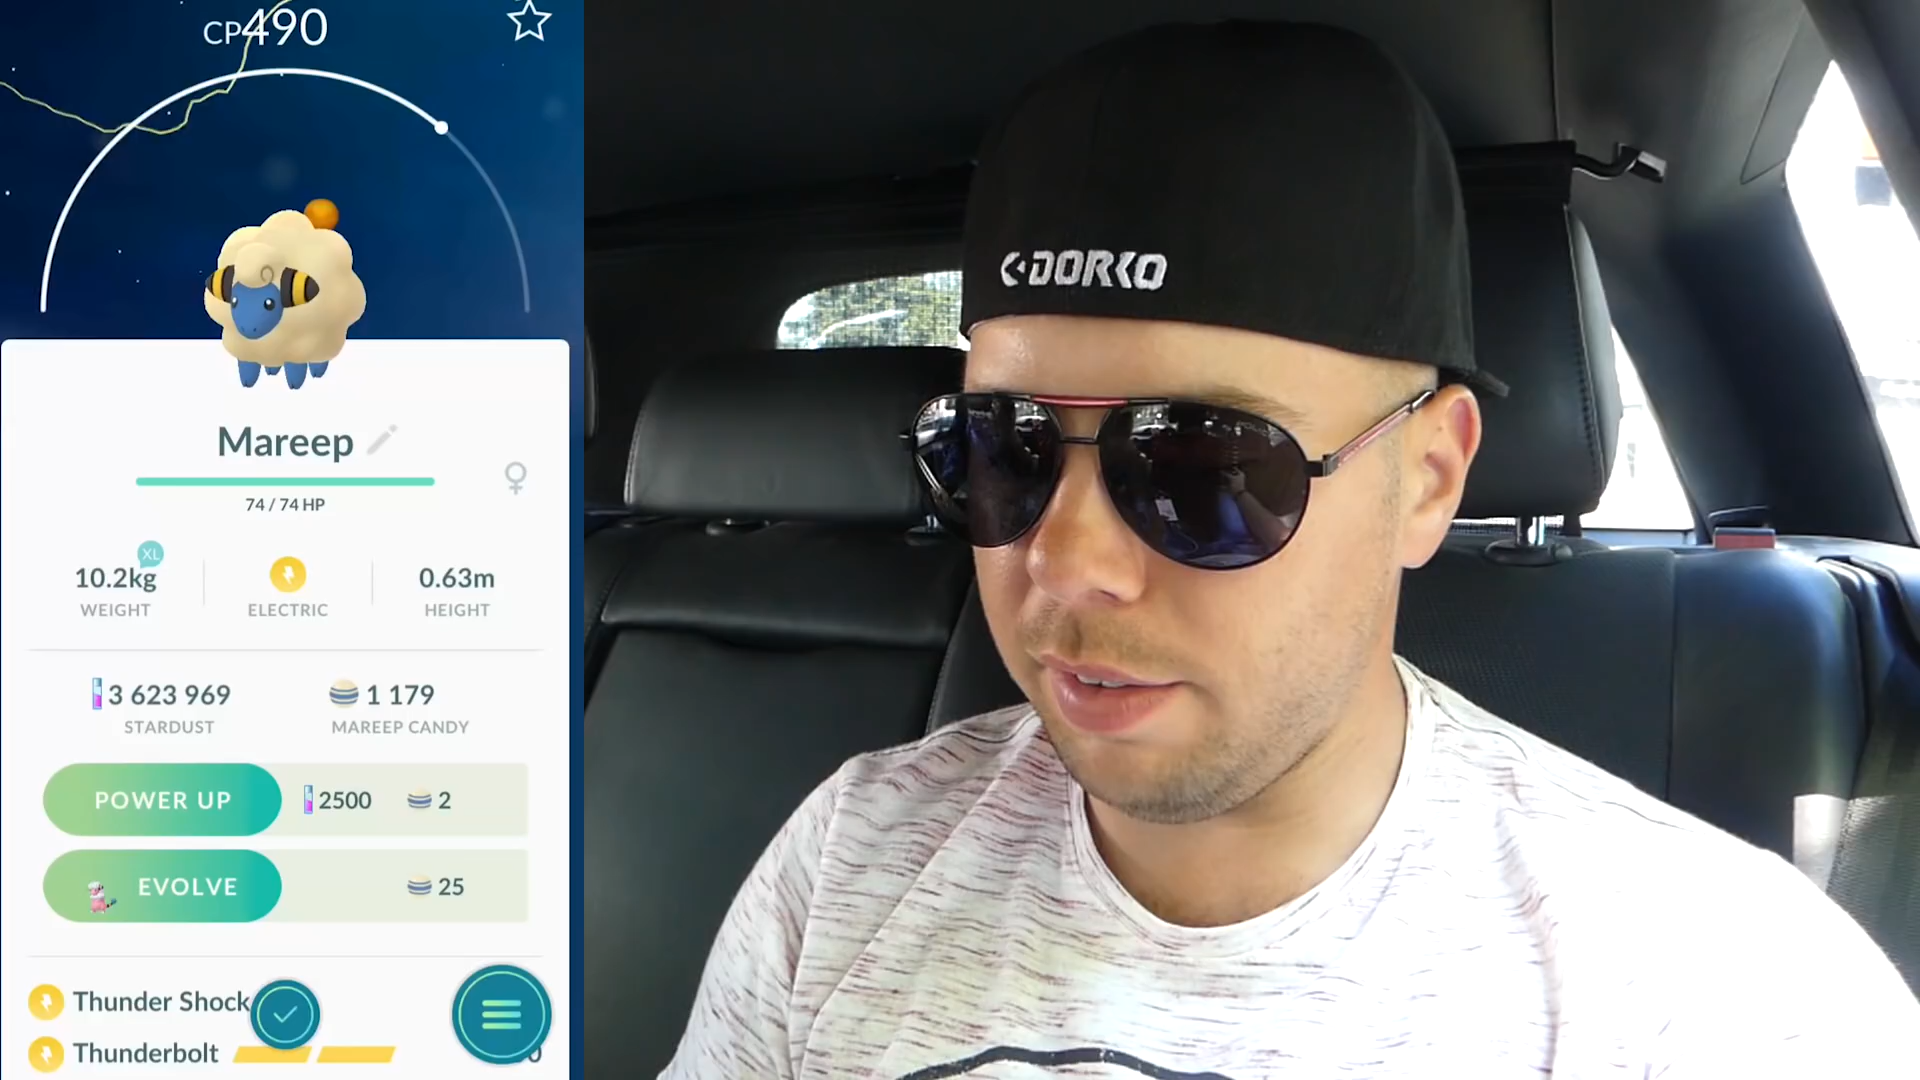 CP490
Mareep
74 / 74 HP
XL
10.2kg
WEIGHT
ELECTRIC
0.63m
HEIGHT
3 623 969
STARDUST
1 179
MAREEP CANDY
POWER UP
2500
2
EVOLVE
25
Thunder Shock
Thunderbolt
DORKO
POLICE